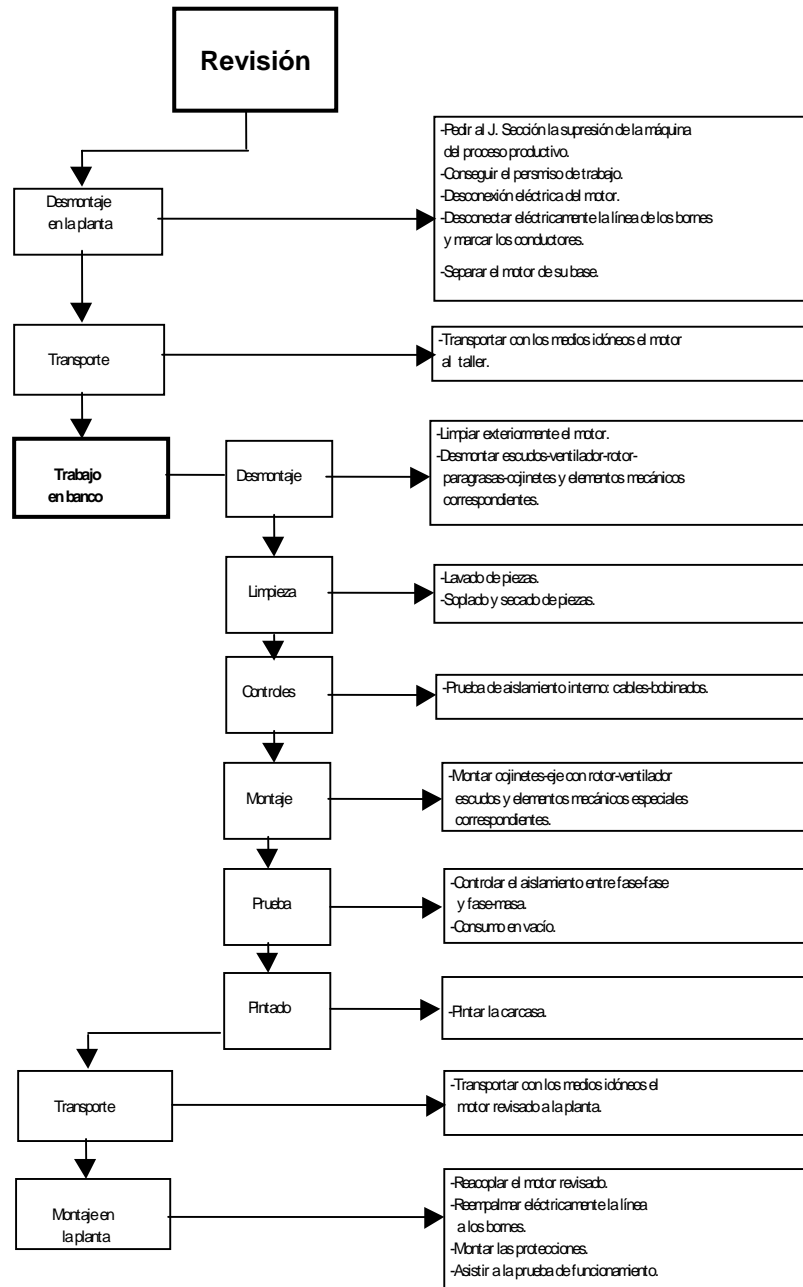 Revisión
Desmontaje
en la planta
-Pedir al J. Sección la supresión de la máquina
del proceso productivo.
-Conseguir el persmiso de trabajo.
-Desconexión eléctrica del motor.
-Desconectar eléctricamente la línea de los bornes
y marcar los conductores.
-Separar el motor de su base.
Transporte
-Transportar con los medios idóneos el motor
al taller.
Trabajo
en banco
Desmontaje
-Limpiar exteriormente el motor.
-Desmontar escudos-ventilador-rotor-
paragrasas-cojinetes y elementos mecánicos
correspondientes.
Limpieza
-Lavado de piezas.
-Soplado y secado de piezas.
Controles
-Prueba de aislamiento interno: cables-bobinados.
Montaje
-Montar cojinetes-eje con rotor-ventilador
escudos y elementos mecánicos especiales
correspondientes.
Prueba
-Controlar el aislamiento entre fase-fase
y fase-masa.
-Consumo en vacío.
Pintado
-Pintar la carcasa.
Transporte
-Transportar con los medios idóneos el
motor revisado a la planta.
Montaje en
la planta
-Reacoplar el motor revisado.
-Reempalmar eléctricamente la línea
a los bornes.
-Montar las protecciones.
-Asistir a la prueba de funcionamiento.